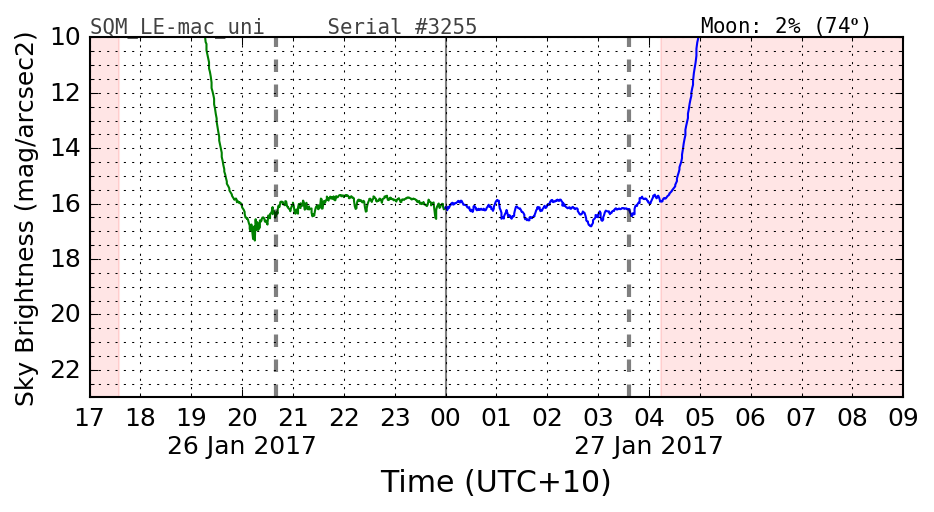 SQM_LE-mac_uni Serial #3255 Moon: 2% (74°)
Sky Brightness (mag/arcsec2)
10
12
14
16
18
20
22
17 18 19 20 21 22 23 00 01 02 03 04 05 06 07 08 09
26 Jan 2017 27 Jan 2017
Time (UTC+10)